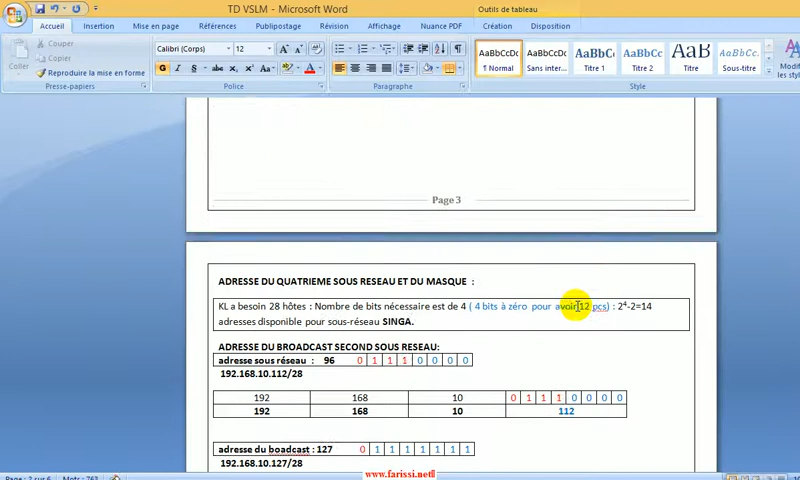 TD VSLM - Microsoft Word
Outils de tableau
Accueil Insertion Mise en page Références Publipostage Révision Affichage Nuance PDF Création Disposition
Coller
Couper
Copier
Reproduire la mise en forme
Presse-papiers
Calibri (Corps) 12
Police
Paragraphe
AaBbCcDc AaBbCcDc AaBbC AaBbCc AaB AaBbCc.
¶ Normal Sans inter... Titre 1 Titre 2 Titre Sous-titre
Style
Page 3
ADRESSE DU QUATRIEME SOUS RESEAU ET DU MASQUE :
KL a besoin 28 hôtes : Nombre de bits nécessaire est de 4 ( 4 bits à zéro pour avoir 12 pcs) : 2⁴-2=14
adresses disponible pour sous-réseau SINGA.
ADRESSE DU BROADCAST SECOND SOUS RESEAU:
adresse sous réseau : 96 0 1 1 1 0 0 0 0
192.168.10.112/28
192 168 10 0 1 1 1 0 0 0 0
192 168 10 112
adresse du boadcast : 127 0 1 1 1 1 1 1 1
192.168.10.127/28
Page : 2 sur 6 Mots : 763
www.farissi.net